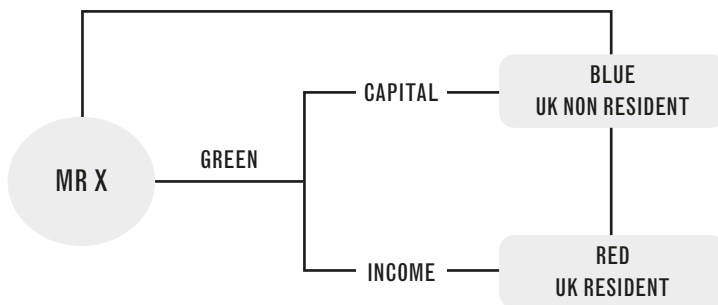 BLUE
UK NON RESIDENT
CAPITAL
GREEN
MR X
INCOME
RED
UK RESIDENT